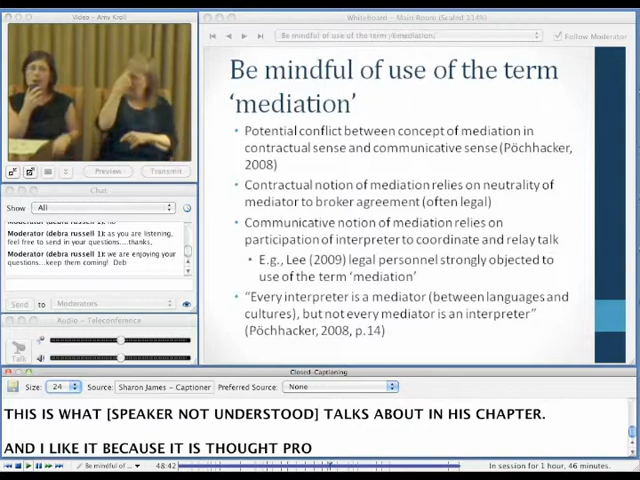 Video - Amy Kroll
Whiteboard - Main Room (Scaled 114%)
Be mindful of use of the term 'mediation'
Follow Moderator
Be mindful of use of the term
'mediation'
• Potential conflict between concept of mediation in
contractual sense and communicative sense (Pöchhacker,
2008)
• Contractual notion of mediation relies on neutrality of
mediator to broker agreement (often legal)
• Communicative notion of mediation relies on
participation of interpreter to coordinate and relay talk
• E.g., Lee (2009) legal personnel strongly objected to
use of the term 'mediation'
• "Every interpreter is a mediator (between languages and
cultures), but not every mediator is an interpreter"
(Pöchhacker, 2008, p.14)
Preview
Transmit
Chat
Show All
Moderator (debra russell 1): as you are listening,
feel free to send in your questions....thanks,
Moderator (debra russell 1): we are enjoying your
questions...keep them coming! Deb
Send to Moderators
Audio - Teleconference
Talk
Closed-Captioning
Size: 24 Source: Sharon James - Captioner Preferred Source: None
THIS IS WHAT [SPEAKER NOT UNDERSTOOD] TALKS ABOUT IN HIS CHAPTER.
AND I LIKE IT BECAUSE IT IS THOUGHT PRO
Be mindful of ... 48:42 In session for 1 hour, 46 minutes.